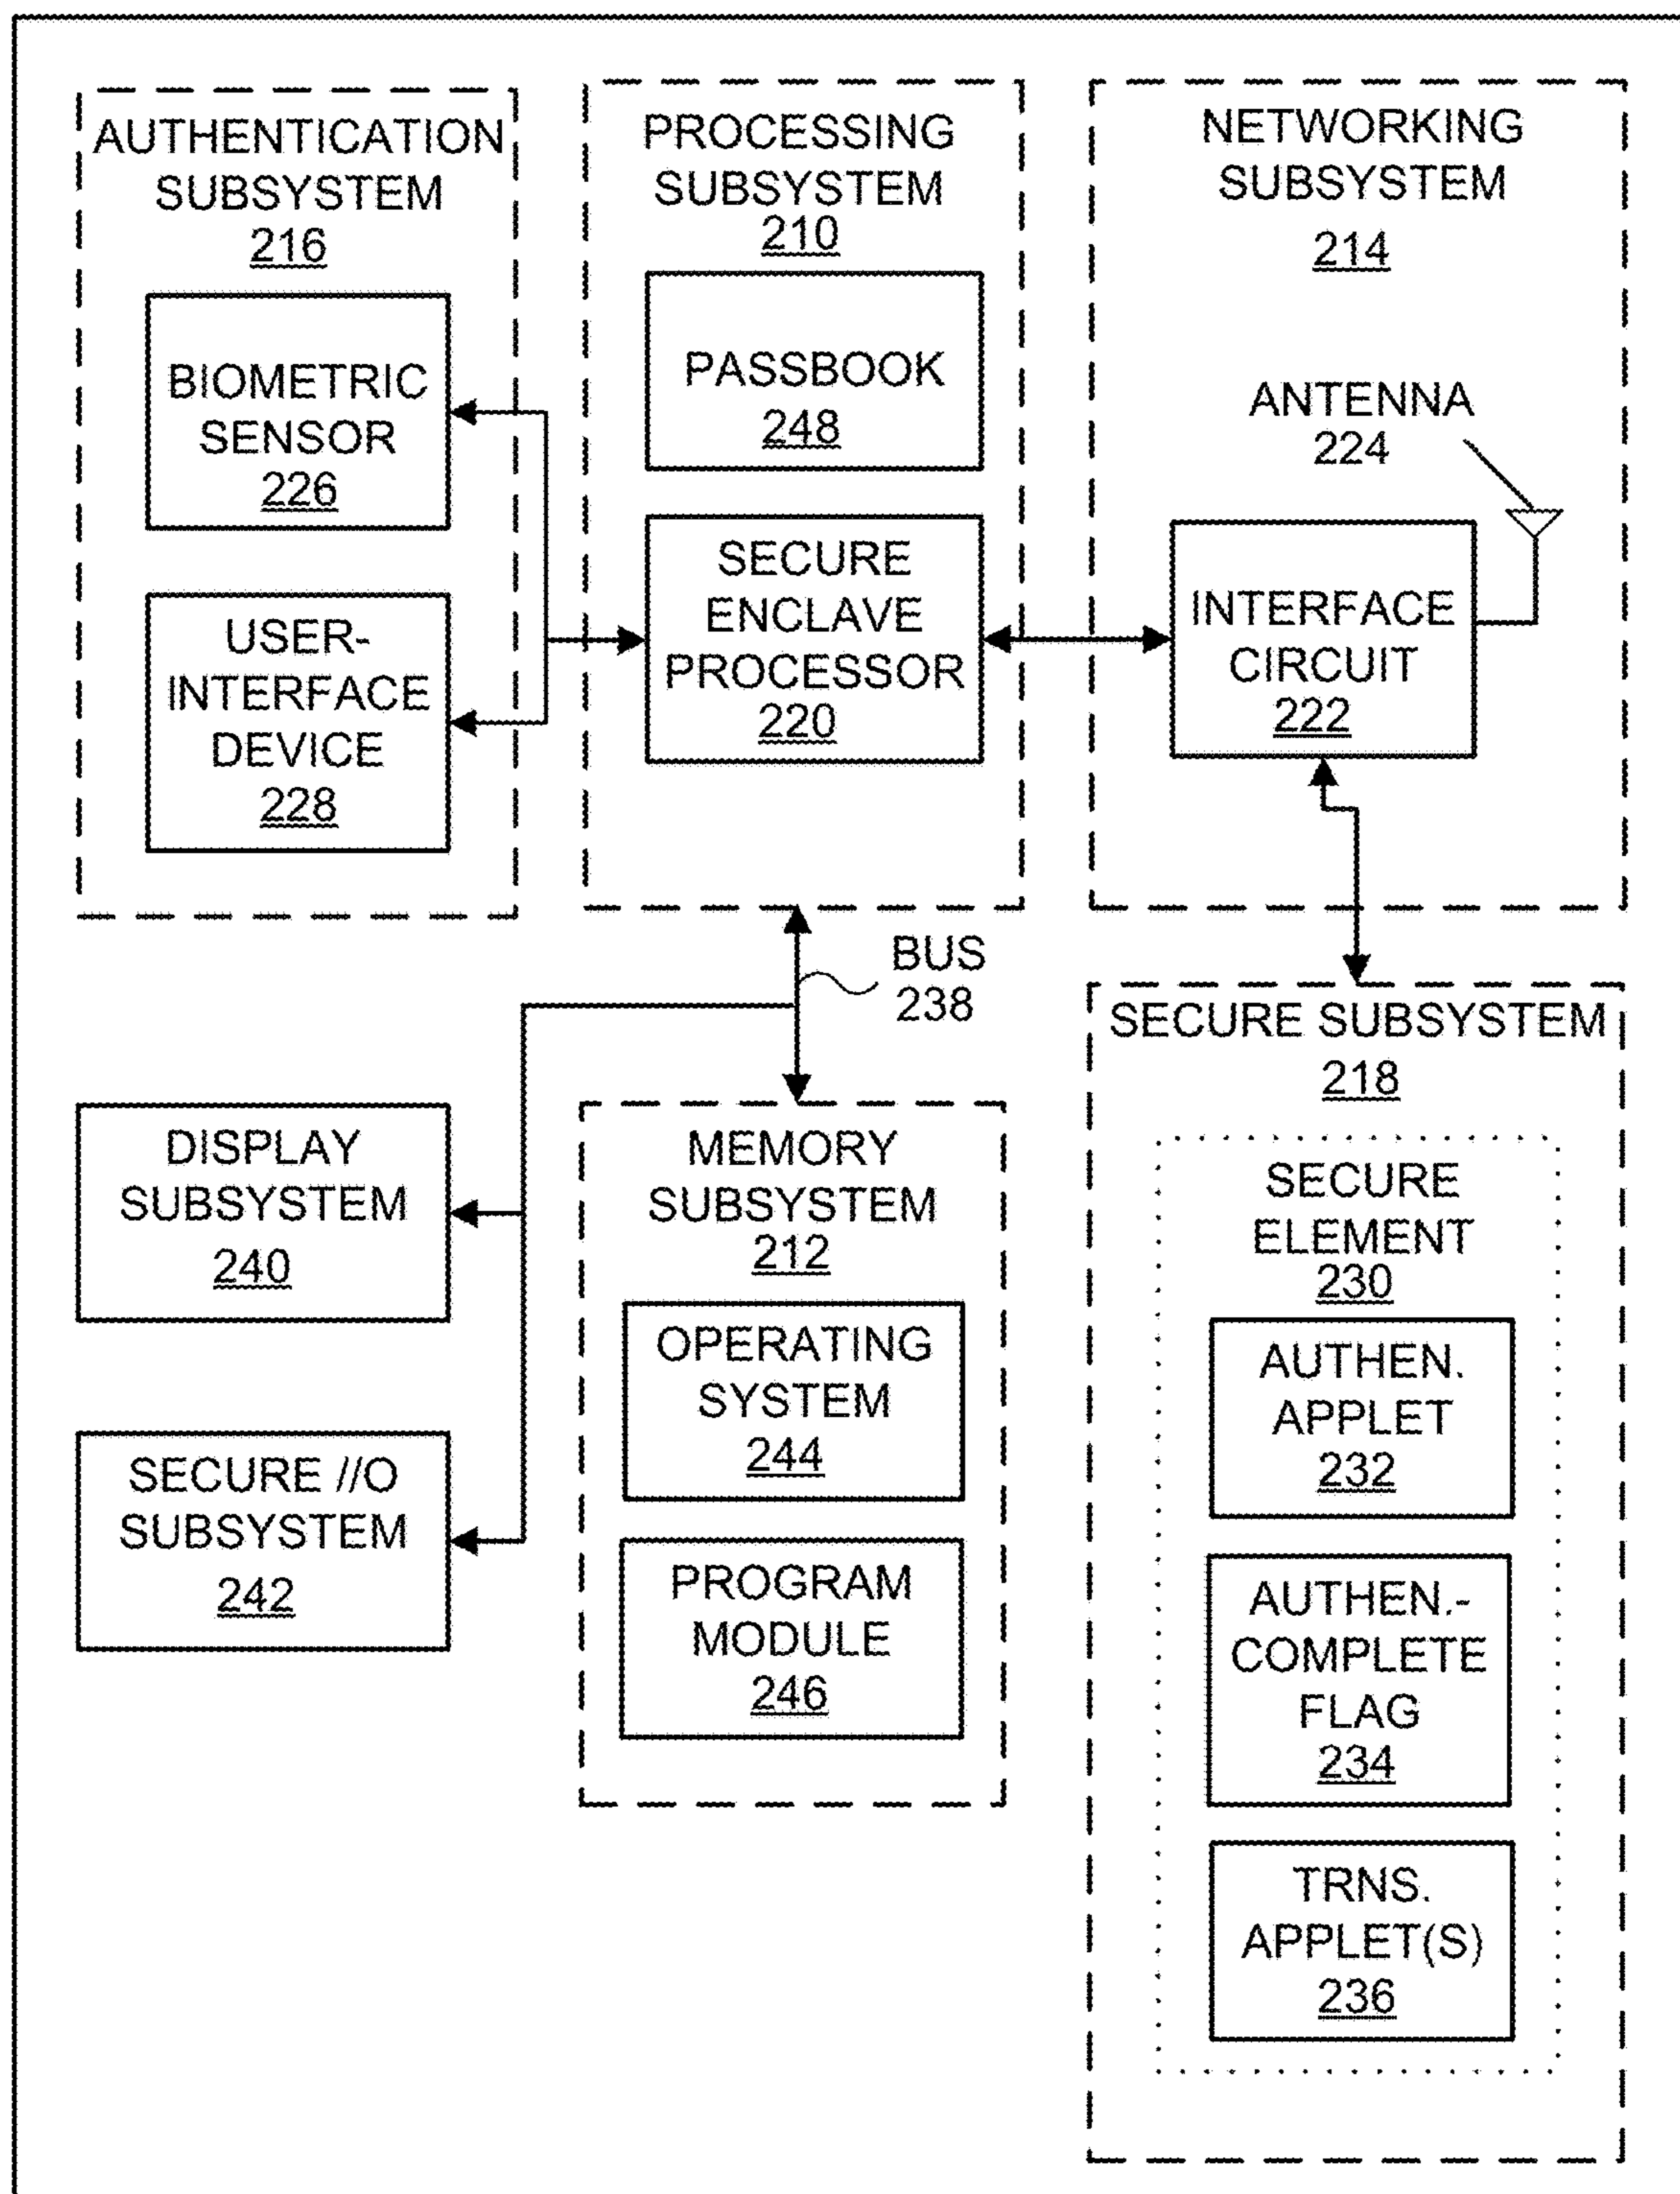 AUTHENTICATION
SUBSYSTEM
216
BIOMETRIC
SENSOR
226
USER-
INTERFACE
DEVICE
228
PROCESSING
SUBSYSTEM
210
PASSBOOK
248
SECURE
ENCLAVE
PROCESSOR
220
NETWORKING
SUBSYSTEM
214
ANTENNA
224
INTERFACE
CIRCUIT
222
BUS
238
DISPLAY
SUBSYSTEM
240
SECURE //O
SUBSYSTEM
242
MEMORY
SUBSYSTEM
212
OPERATING
SYSTEM
244
PROGRAM
MODULE
246
SECURE SUBSYSTEM
218
SECURE
ELEMENT
230
AUTHEN.
APPLET
232
AUTHEN.-
COMPLETE
FLAG
234
TRNS.
APPLET(S)
236